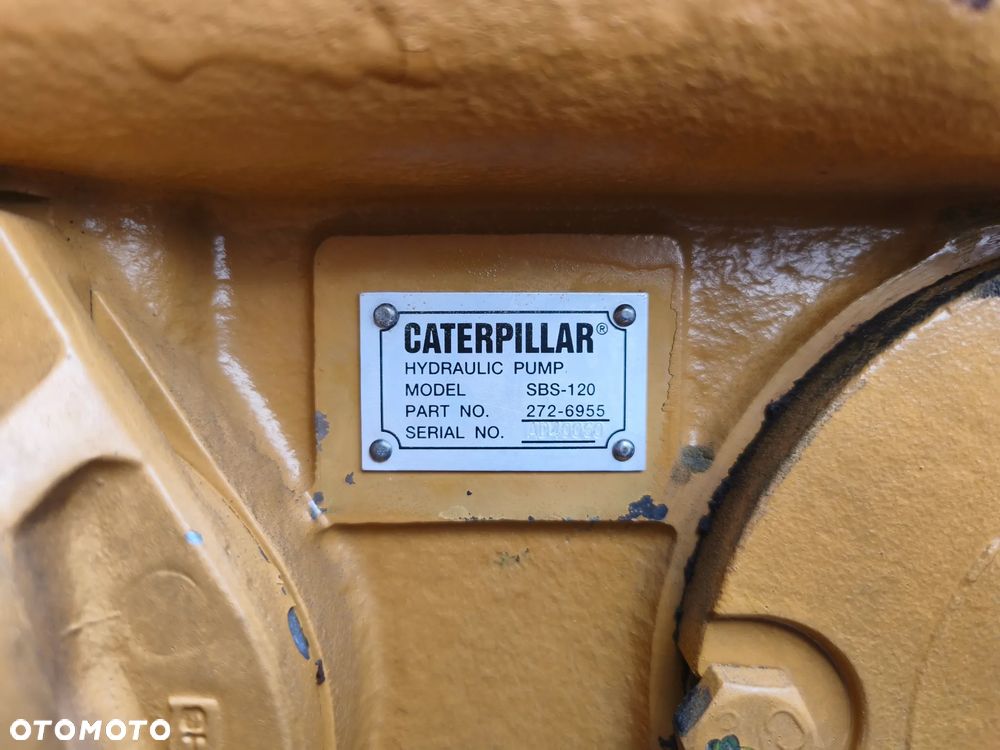 CATERPILLAR®
HYDRAULIC PUMP
MODEL SBS-120
PART NO. 272-6955
SERIAL NO.
OTOMOTO